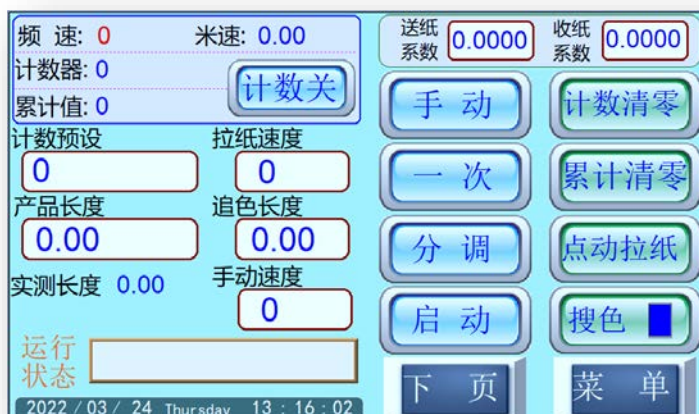 频 速: 0 米速: 0.00
计数器: 0
累计值: 0
计数关
送纸系数 0.0000 收纸系数 0.0000
计数预设 拉纸速度
0 0
产品长度 追色长度
0.00 0.00
实测长度 0.00 手动速度
0
运行状态
2022 / 03 / 24 Thursday 13 : 16 : 02
手 动 计数清零
一 次 累计清零
分 调 点动拉纸
启 动 搜色
下 页 菜 单